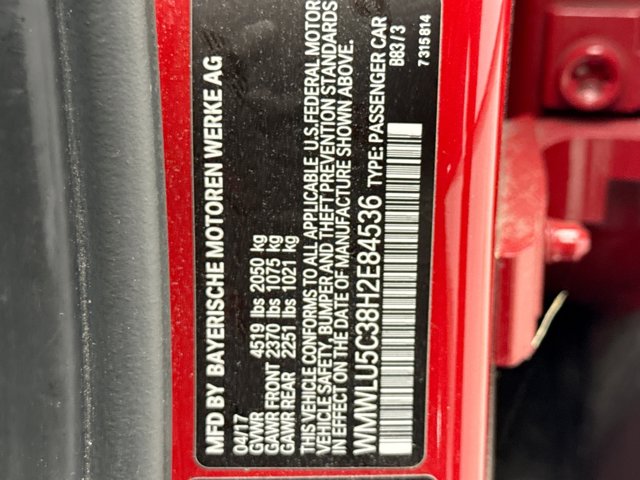 MFD BY BAYERISCHE MOTOREN WERKE AG
04/17
GVWR 4519 lbs 2050 kg
GAWR FRONT 2370 lbs 1075 kg
GAWR REAR 2251 lbs 1021 kg
THIS VEHICLE CONFORMS TO ALL APPLICABLE U.S.FEDERAL MOTOR
VEHICLE SAFETY, BUMPER AND THEFT PREVENTION STANDARDS
IN EFFECT ON THE DATE OF MANUFACTURE SHOWN ABOVE.
WMWLU5C38H2E84536 TYPE: PASSENGER CAR
B83/3
7 315 814